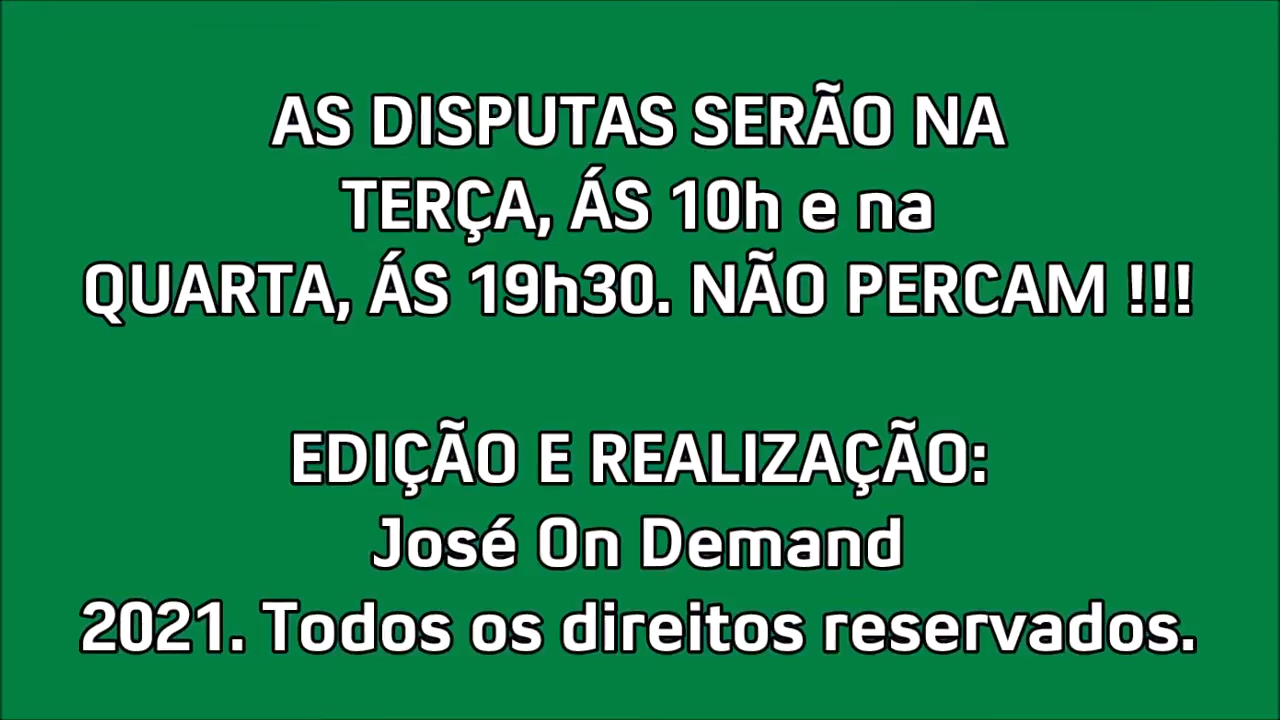 AS DISPUTAS SERÃO NA
TERÇA, ÁS 10h e na
QUARTA, ÁS 19h30. NÃO PERCAM !!!
EDIÇÃO E REALIZAÇÃO:
José On Demand
2021. Todos os direitos reservados.